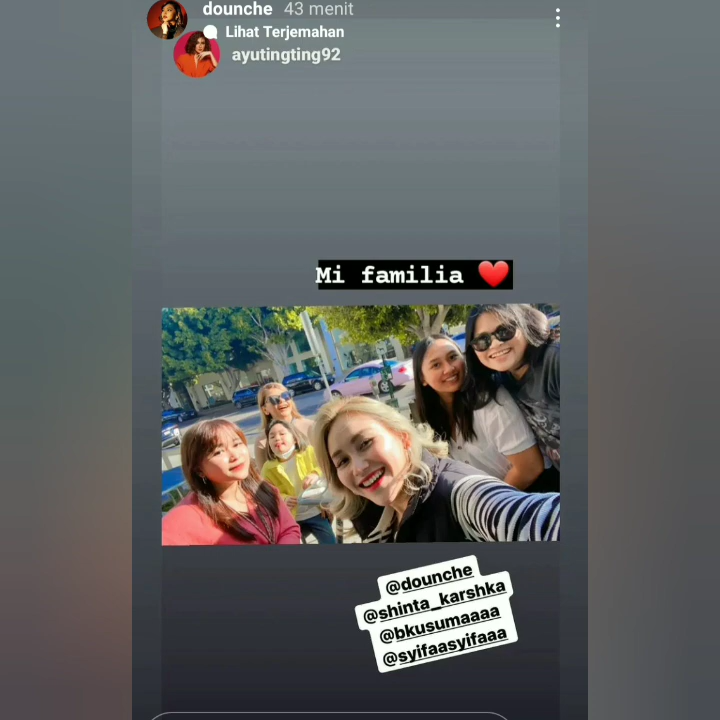 dounche 43 menit
Lihat Terjemahan
ayutingting92
Mi familia ❤️
@dounche
@shinta_karshka
@bkusumaaaa
@syifaasyifaaa